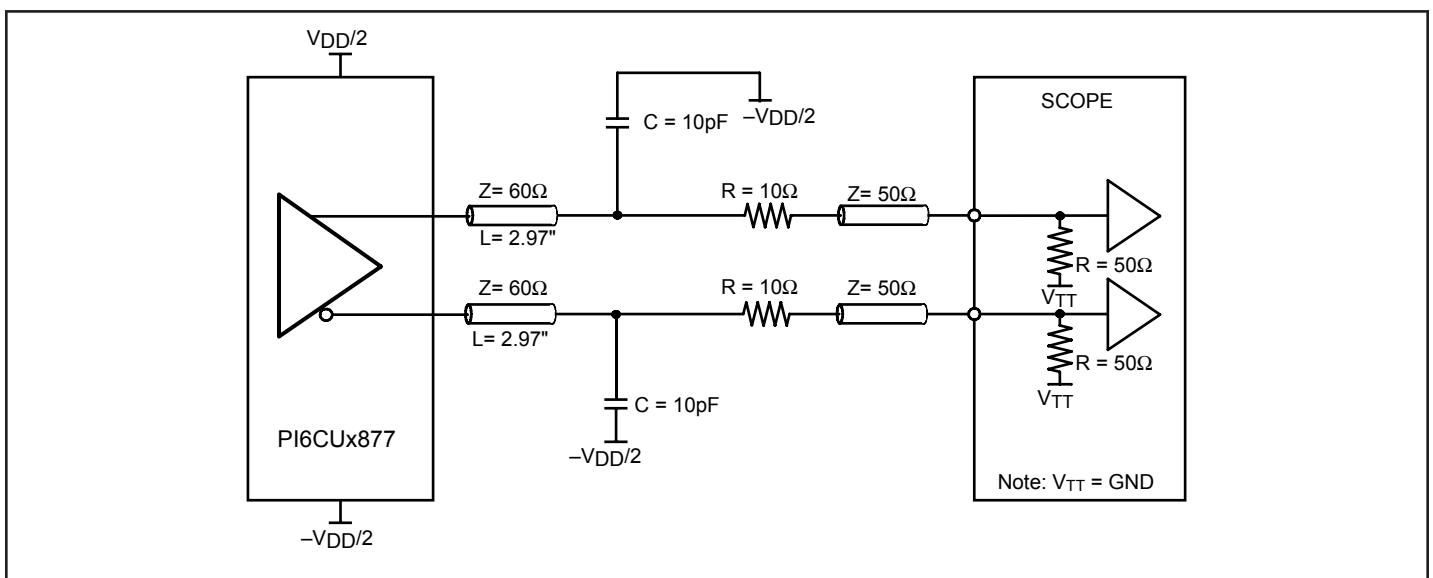 VDD/2
SCOPE
C = 10pF
–VDD/2
Z= 60Ω
R = 10Ω
Z= 50Ω
L= 2.97"
R = 50Ω
VTT
Z= 60Ω
R = 10Ω
Z= 50Ω
L= 2.97"
R = 50Ω
VTT
C = 10pF
PI6CUx877
–VDD/2
Note: VTT = GND
–VDD/2